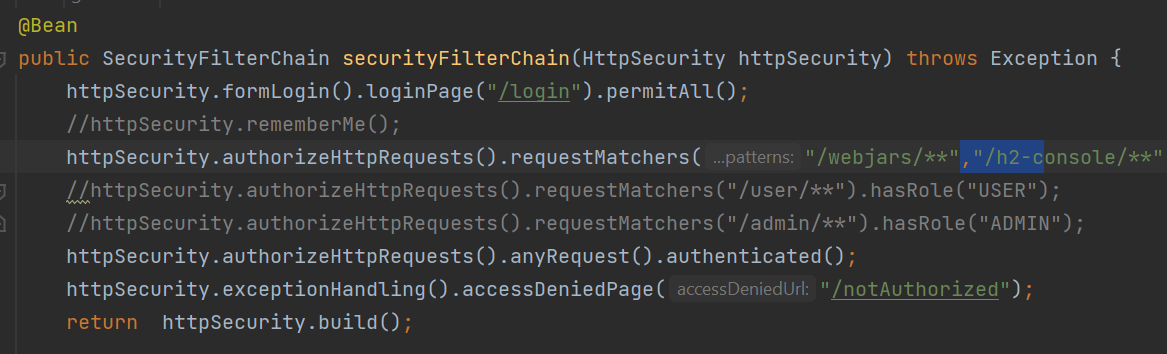 @Bean
public SecurityFilterChain securityFilterChain(HttpSecurity httpSecurity) throws Exception {
httpSecurity.formLogin().loginPage("/login").permitAll();
//httpSecurity.rememberMe();
httpSecurity.authorizeHttpRequests().requestMatchers( ...patterns: "/webjars/**","/h2-console/**"
//httpSecurity.authorizeHttpRequests().requestMatchers("/user/**").hasRole("USER");
//httpSecurity.authorizeHttpRequests().requestMatchers("/admin/**").hasRole("ADMIN");
httpSecurity.authorizeHttpRequests().anyRequest().authenticated();
httpSecurity.exceptionHandling().accessDeniedPage( accessDeniedUrl: "/notAuthorized");
return  httpSecurity.build();